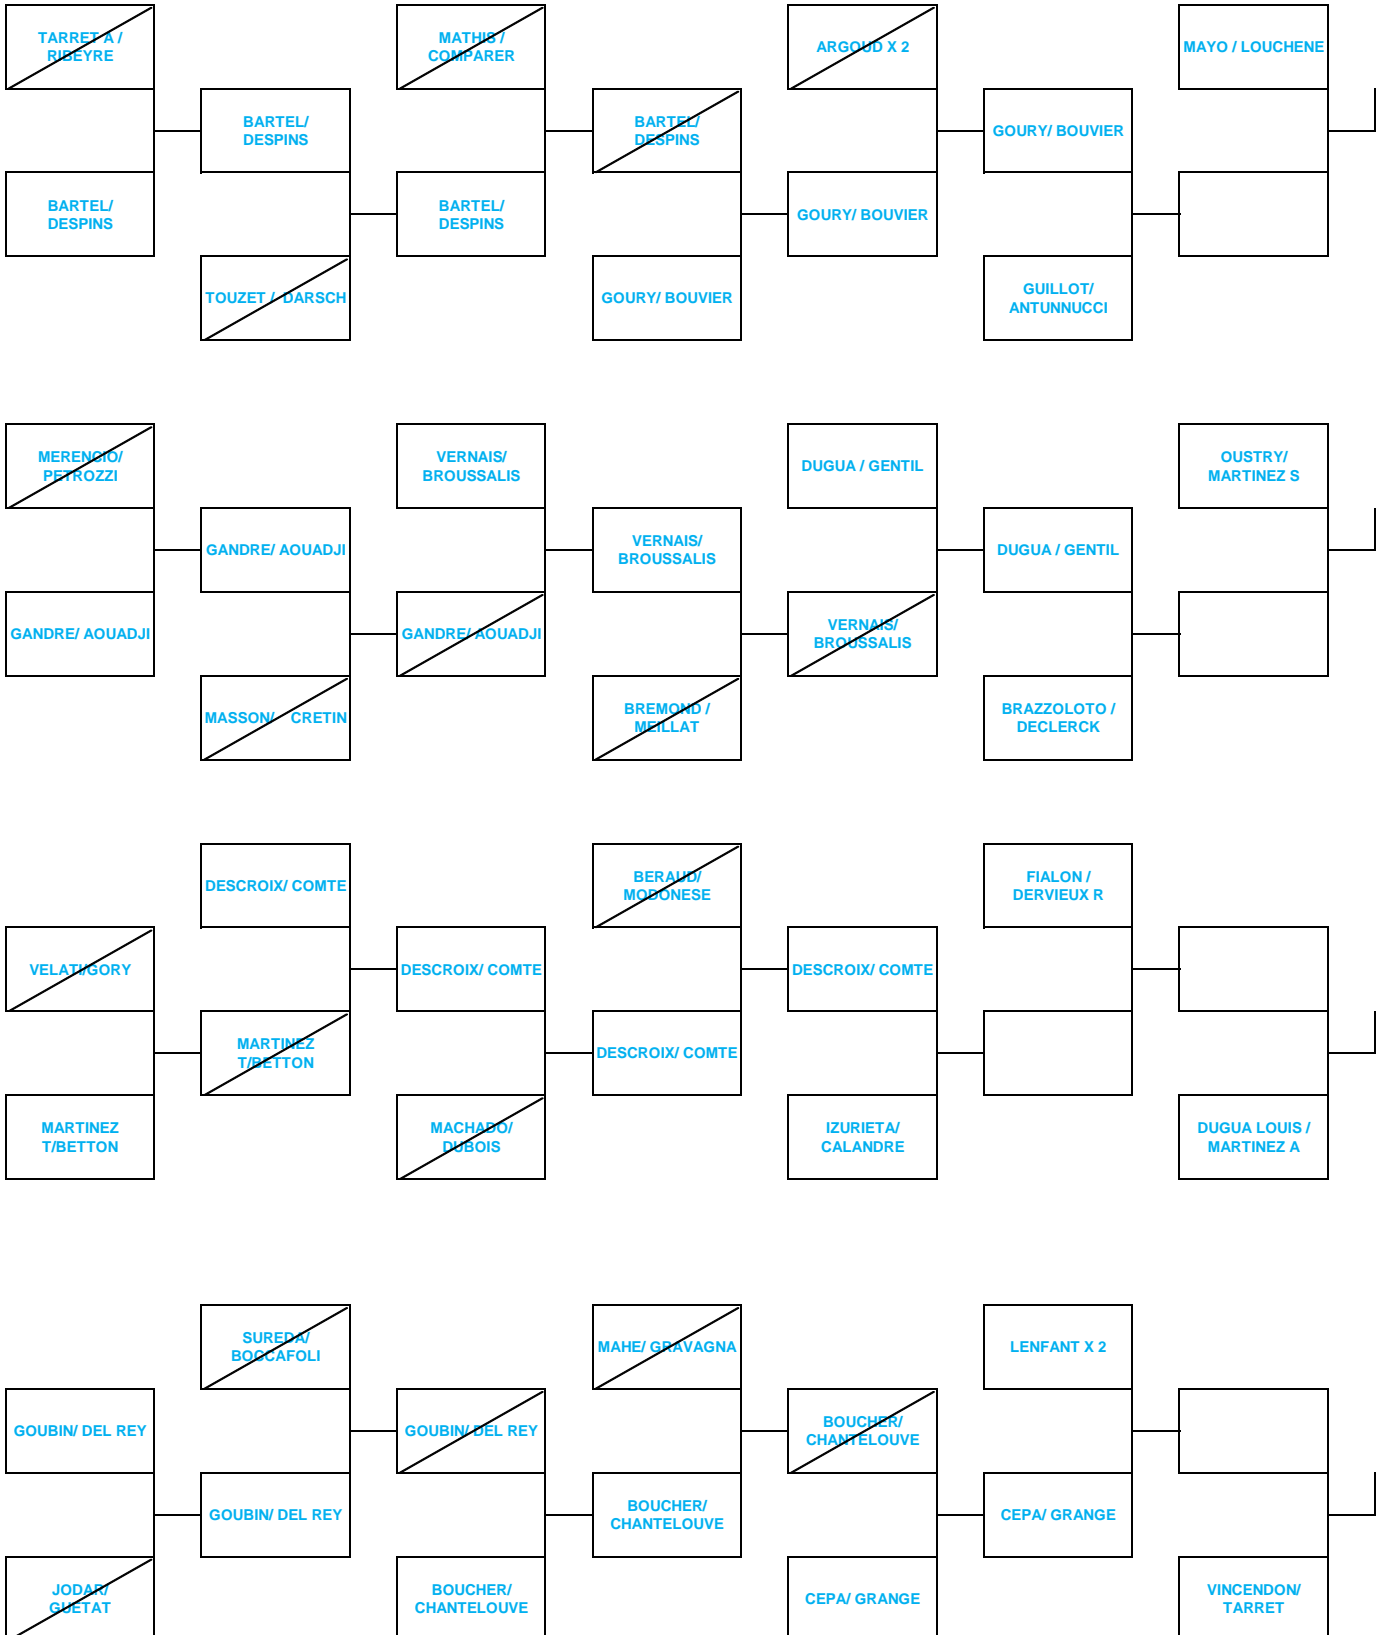 TARRET A /
RIBEYRE
MATHIS /
COMPARER
ARGOUD X 2
MAYO / LOUCHENE
BARTEL/
DESPINS
BARTEL/
DESPINS
GOURY/ BOUVIER
BARTEL/
DESPINS
BARTEL/
DESPINS
GOURY/ BOUVIER
TOUZET / DARSCH
GOURY/ BOUVIER
GUILLOT/
ANTUNNUCCI
MERENCIO/
PETROZZI
VERNAIS/
BROUSSALIS
DUGUA / GENTIL
OUSTRY/
MARTINEZ S
GANDRE/ AOUADJI
VERNAIS/
BROUSSALIS
DUGUA / GENTIL
GANDRE/ AOUADJI
GANDRE/ AOUADJI
VERNAIS/
BROUSSALIS
MASSON/ CRETIN
BREMOND /
MEILLAT
BRAZZOLOTO /
DECLERCK
DESCROIX/ COMTE
BERAUD/
MODONESE
FIALON /
DERVIEUX R
VELATI/GORY
DESCROIX/ COMTE
DESCROIX/ COMTE
MARTINEZ
T/BETTON
DESCROIX/ COMTE
MARTINEZ
T/BETTON
MACHADO/
DUBOIS
IZURIETA/
CALANDRE
DUGUA LOUIS /
MARTINEZ A
SUREDA/
BOCCAFOLI
MAHE/ GRAVAGNA
LENFANT X 2
GOUBIN/ DEL REY
GOUBIN/ DEL REY
BOUCHER/
CHANTELOUVE
GOUBIN/ DEL REY
BOUCHER/
CHANTELOUVE
CEPA/ GRANGE
JODAR/
GUETAT
BOUCHER/
CHANTELOUVE
CEPA/ GRANGE
VINCENDON/
TARRET